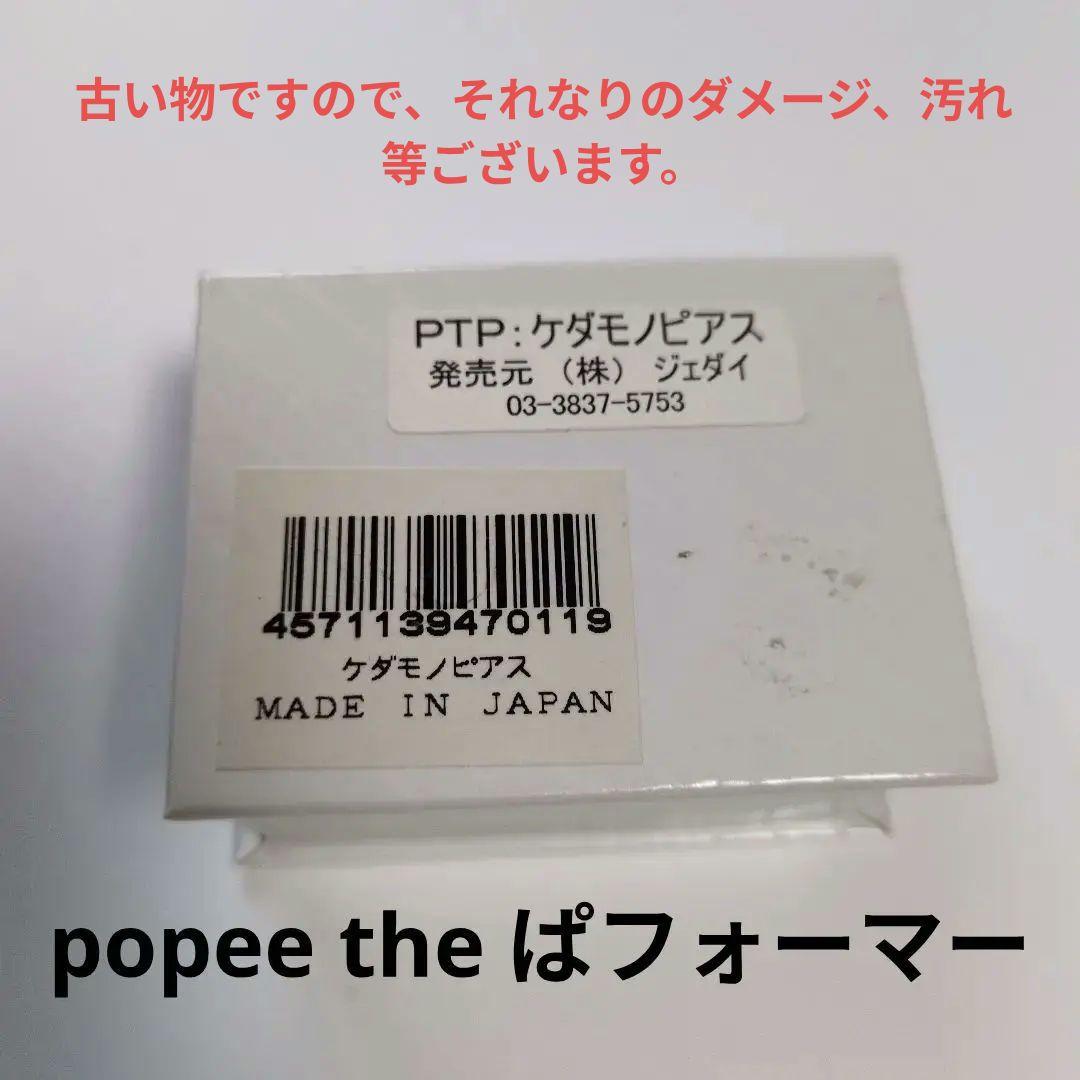 古い物ですので、それなりのダメージ、汚れ
等ございます。
PTP:ケダモノピアス
発売元 (株) ジェダイ
03-3837-5753
4571139470119
ケダモノピアス
MADE IN JAPAN
popee the ぱフォーマー